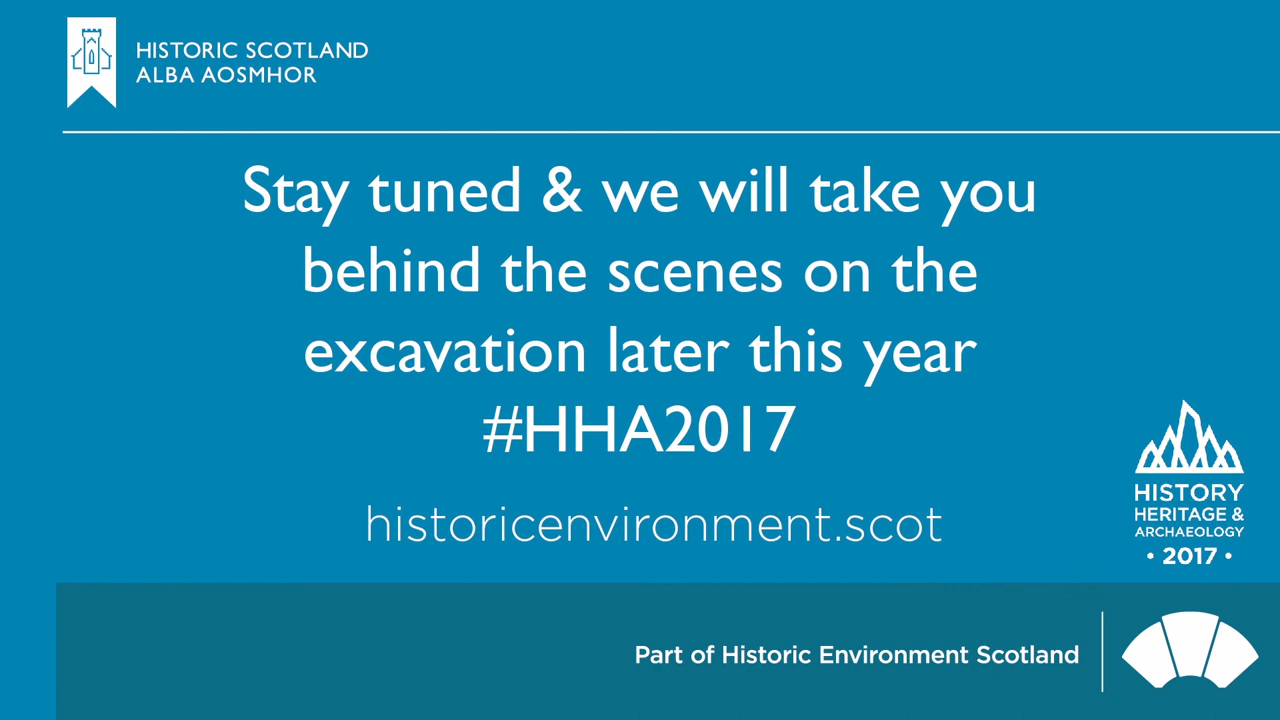 HISTORIC SCOTLAND
ALBA AOSMHOR
Stay tuned & we will take you
behind the scenes on the
excavation later this year
#HHA2017
historicenvironment.scot
HISTORY
HERITAGE &
ARCHAEOLOGY
• 2017 •
Part of Historic Environment Scotland